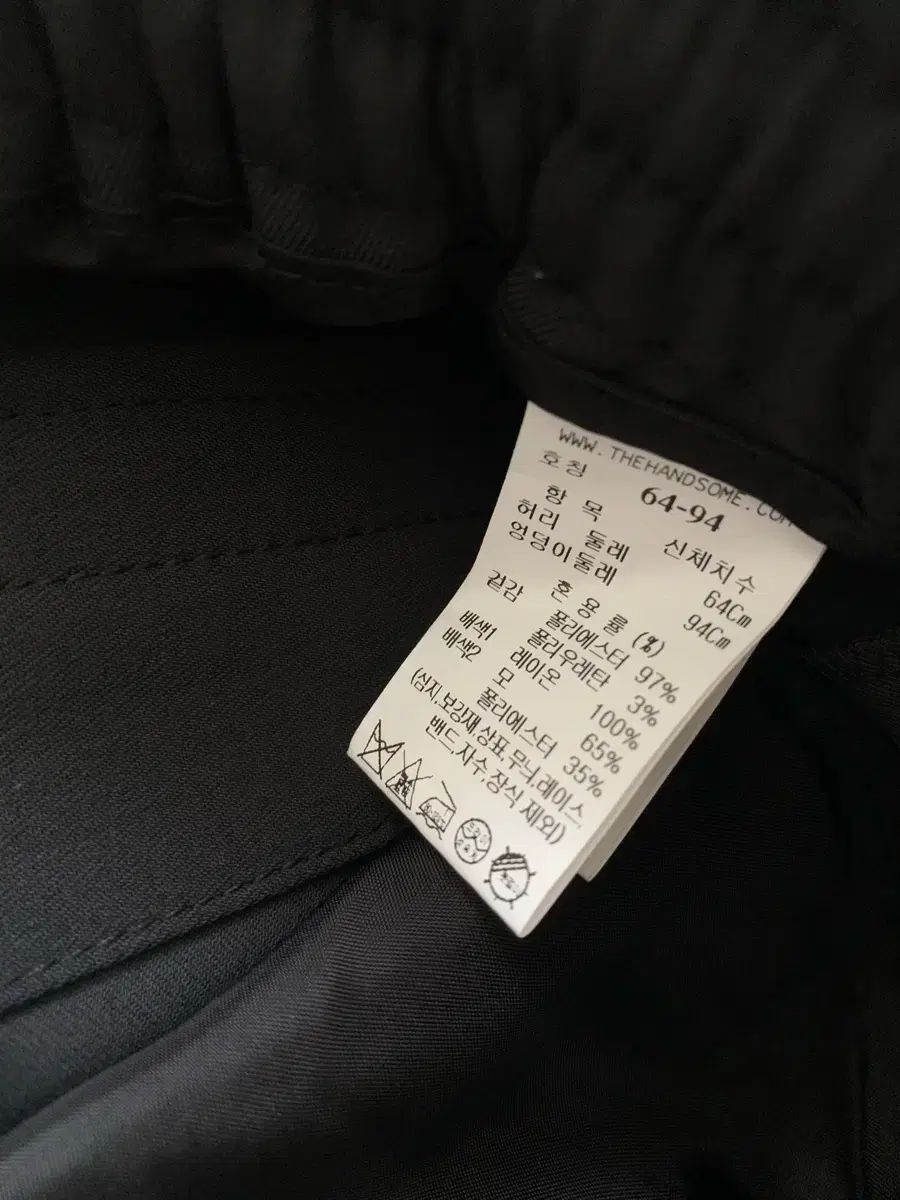 WWW.THEHANDSOME.COM
호칭 64-94
항 목 신체치수
허리 둘레 64Cm
엉덩이둘레 94Cm
혼 용 률 (%)
겉감 폴리에스터 97%
폴리우레탄 3%
배색1 레이온 100%
배색2 모 65%
폴리에스터 35%
(심지,보강재,상표,무늬,레이스,
밴드,자수,장식 제외)